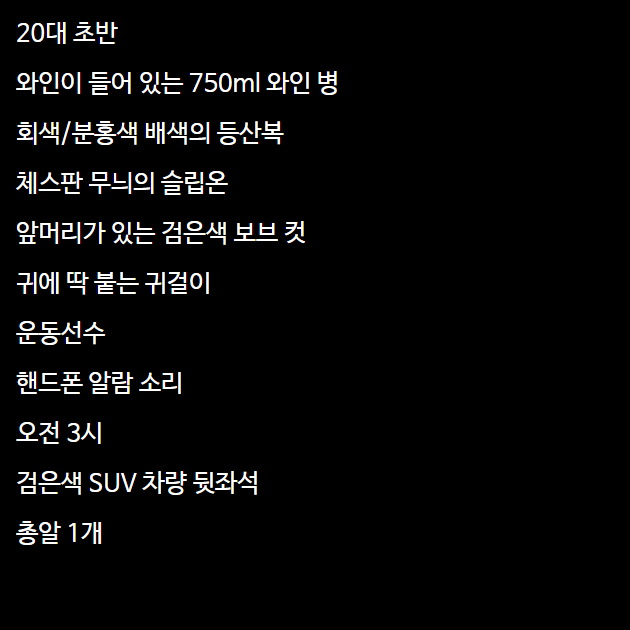 20대 초반
와인이 들어 있는 750ml 와인 병
회색/분홍색 배색의 등산복
체스판 무늬의 슬립온
앞머리가 있는 검은색 보브 컷
귀에 딱 붙는 귀걸이
운동선수
핸드폰 알람 소리
오전 3시
검은색 SUV 차량 뒷좌석
총알 1개